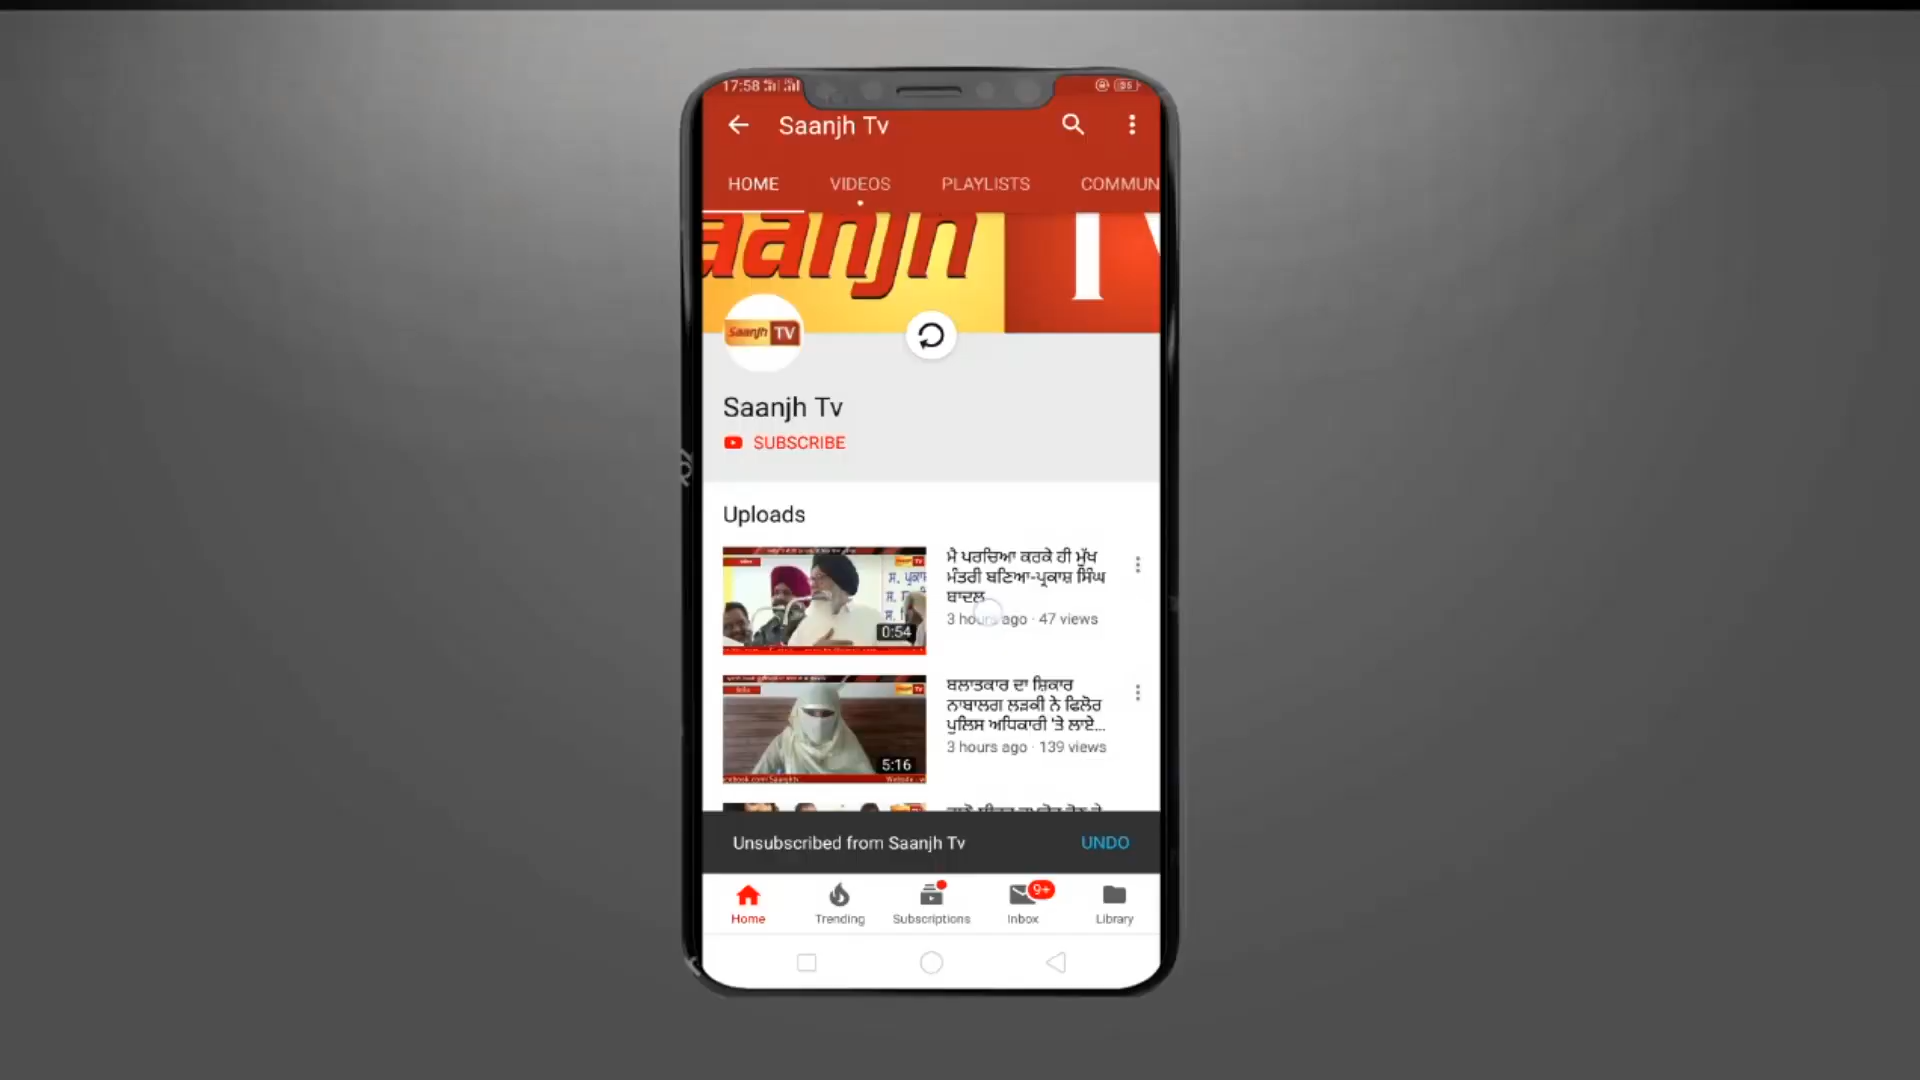 17:58
Saanjh Tv
HOME VIDEOS PLAYLISTS COMMUN
aanjh T
Saanjh TV
Saanjh Tv
SUBSCRIBE
Uploads
ਮੈ ਪਰਚਿਆ ਕਰਕੇ ਹੀ ਮੁੱਖ
ਮੰਤਰੀ ਬਣਿਆ-ਪ੍ਰਕਾਸ਼ ਸਿੰਘ
ਬਾਦਲ
3 hours ago · 47 views
0:54
ਬਲਾਤਕਾਰ ਦਾ ਸ਼ਿਕਾਰ
ਨਾਬਾਲਗ ਲੜਕੀ ਨੇ ਫਿਲੋਰ
ਪੁਲਿਸ ਅਧਿਕਾਰੀ 'ਤੇ ਲਾਏ...
3 hours ago · 139 views
5:16
Unsubscribed from Saanjh Tv UNDO
9+
Home Trending Subscriptions Inbox Library